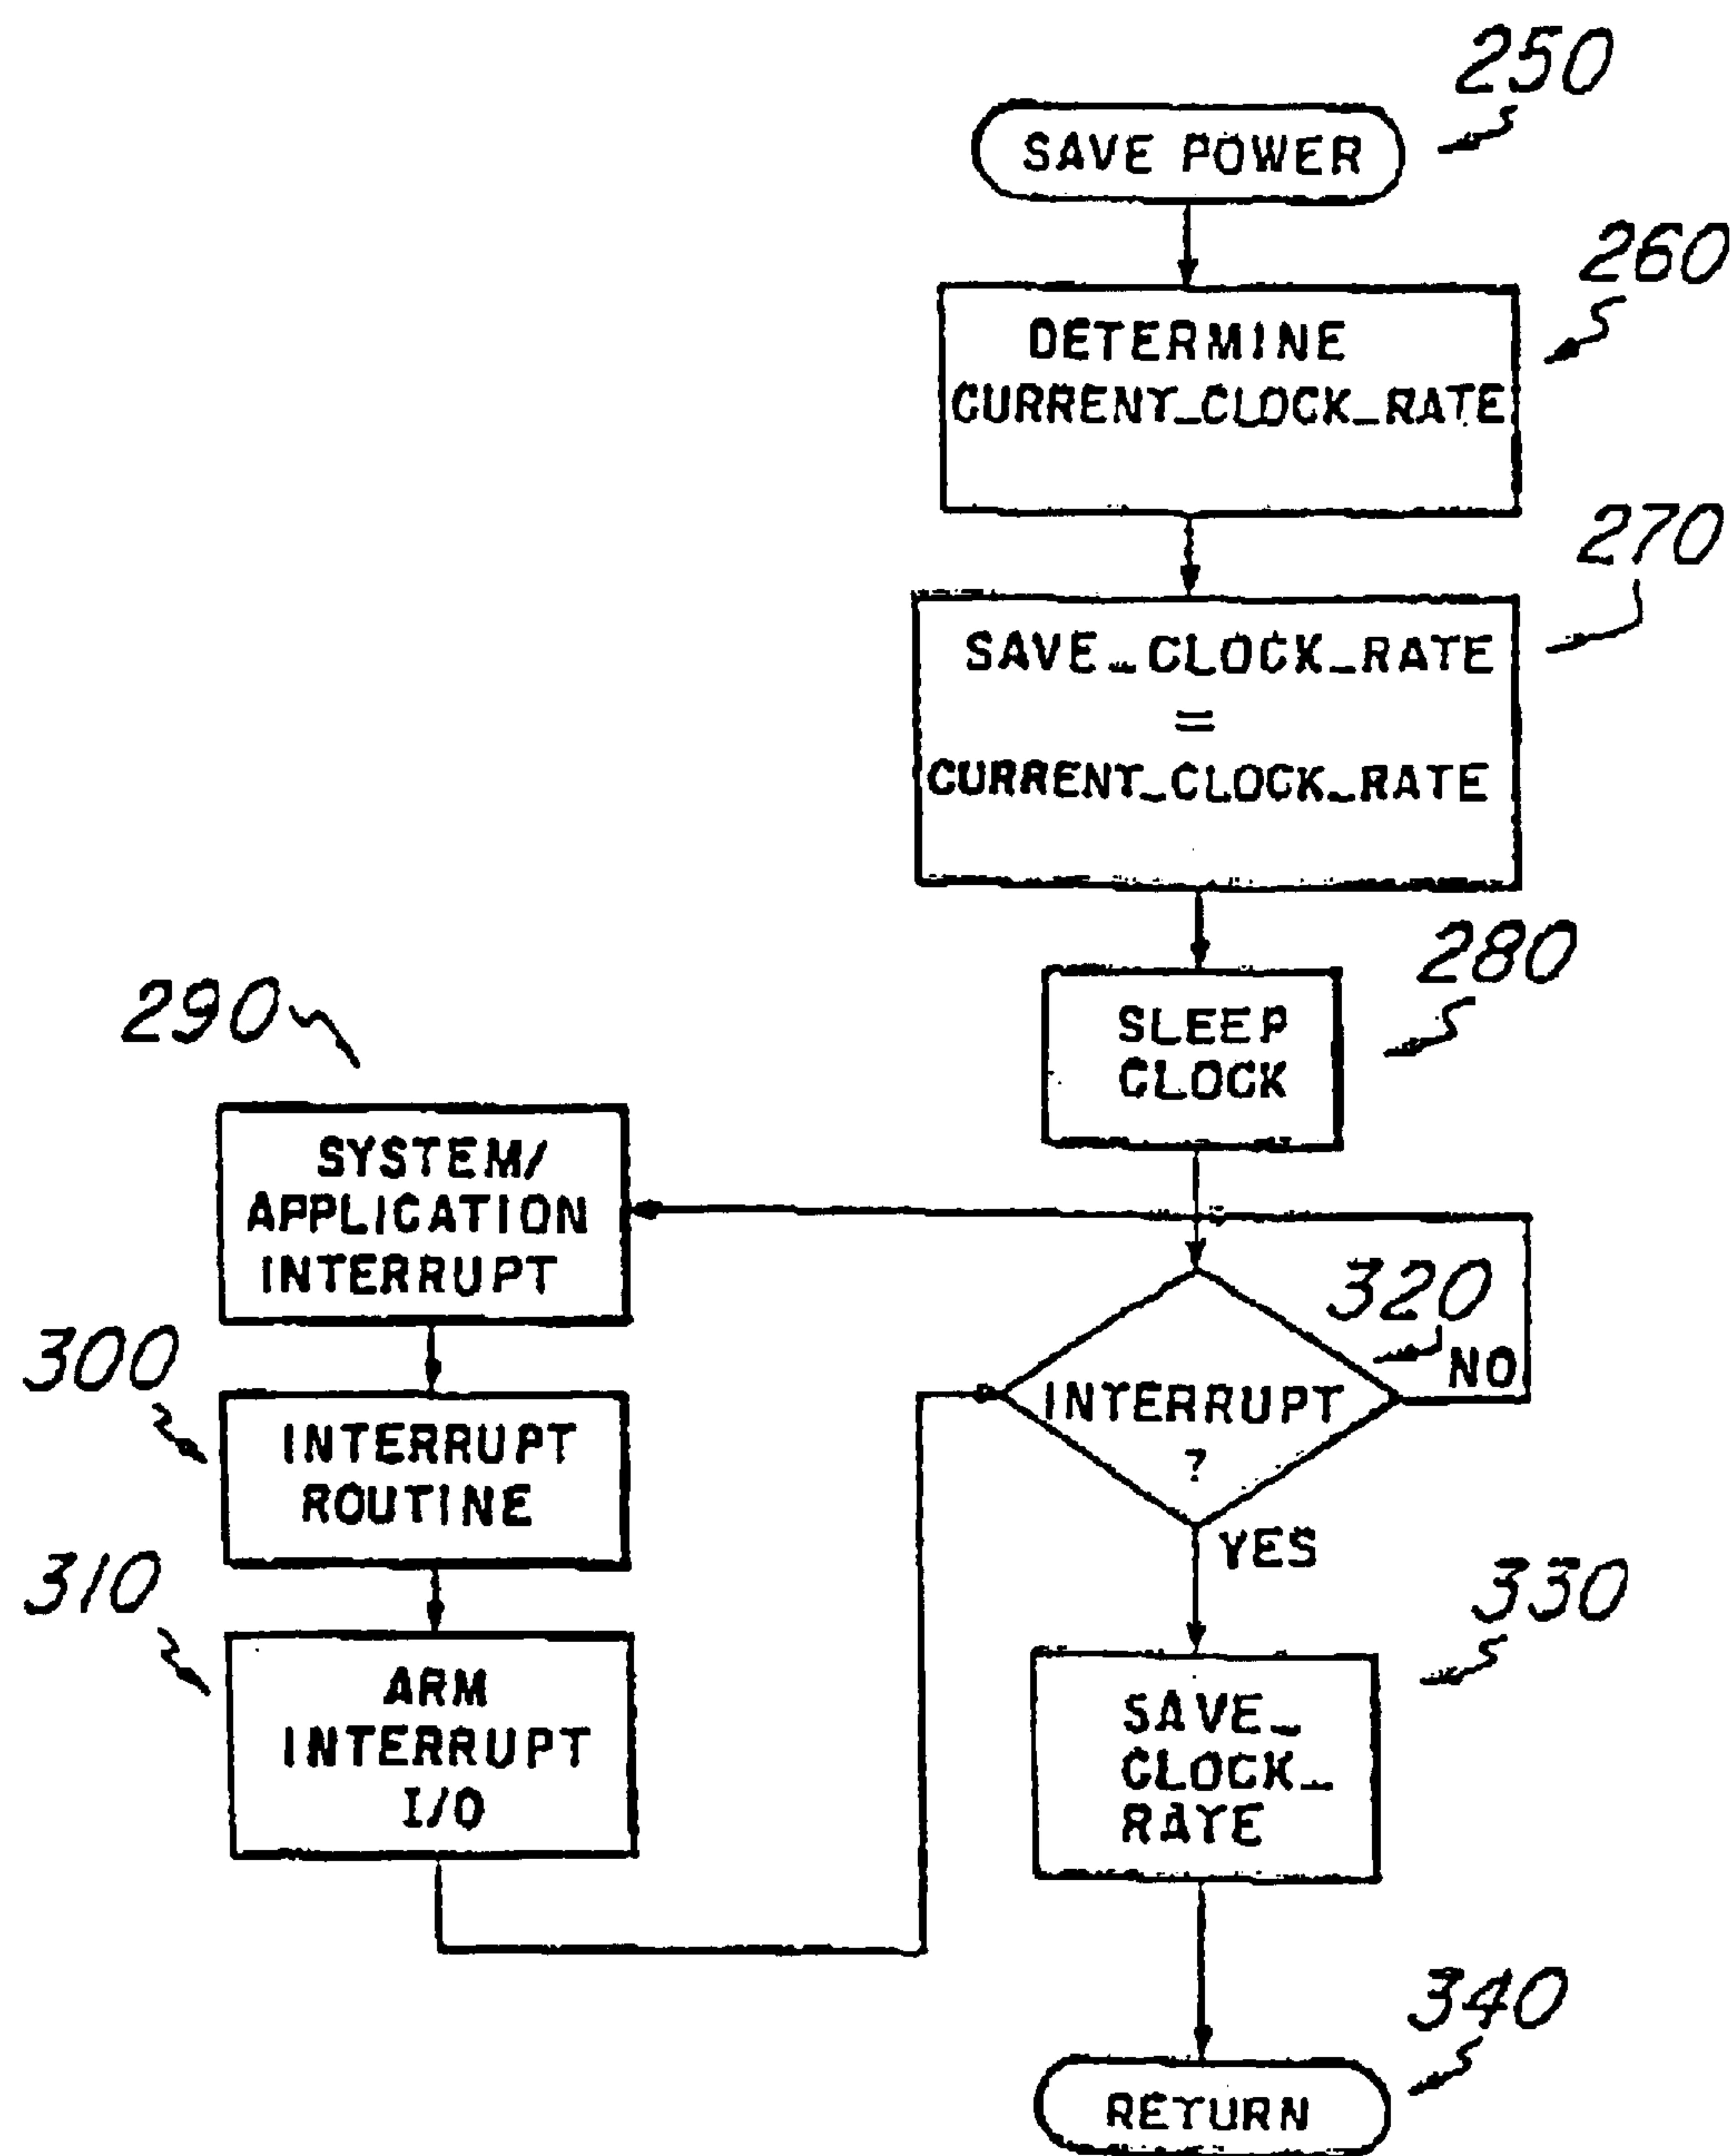 250
SAVE POWER
260
DETERMINE
CURRENT_CLOCK_RATE
270
SAVE_CLOCK_RATE
=
CURRENT_CLOCK_RATE
280
SLEEP
CLOCK
290
SYSTEM/
APPLICATION
INTERRUPT
300
INTERRUPT
ROUTINE
310
ARM
INTERRUPT
I/O
320
NO
INTERRUPT
?
YES
330
SAVE_
CLOCK_
RATE
340
RETURN